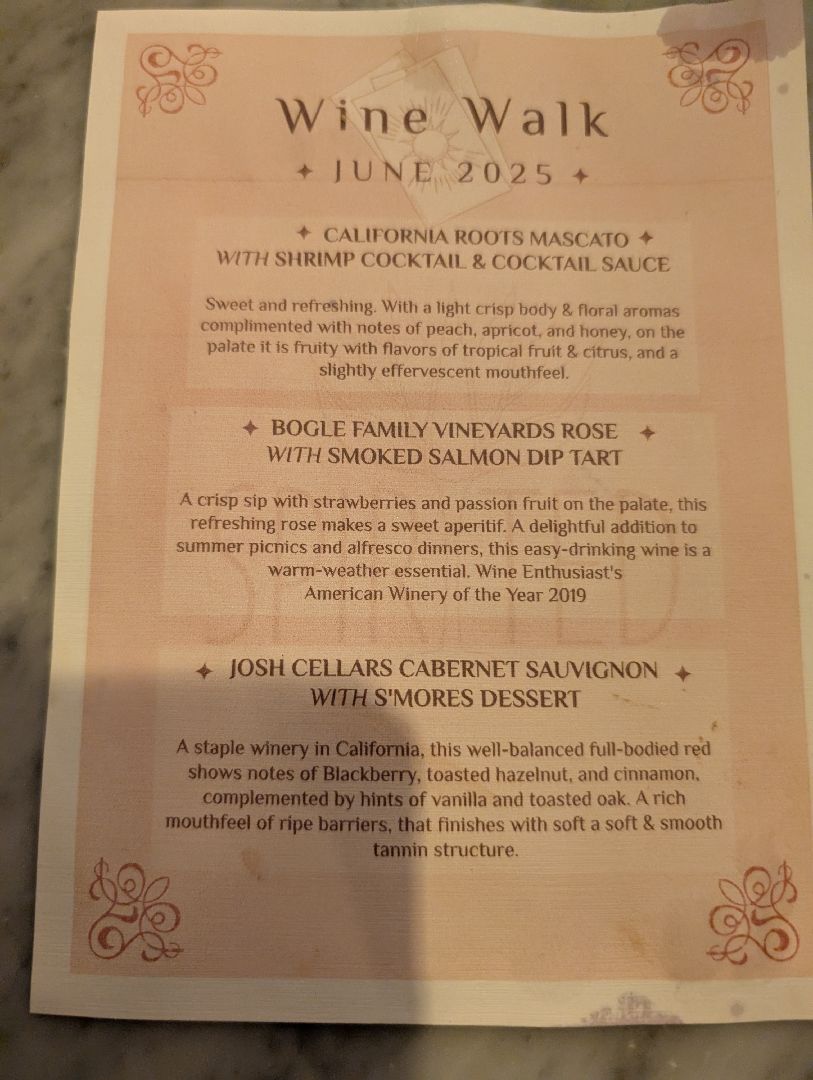 Wine Walk
✦ JUNE 2025 ✦
✦ CALIFORNIA ROOTS MASCATO ✦
WITH SHRIMP COCKTAIL & COCKTAIL SAUCE
Sweet and refreshing. With a light crisp body & floral aromas
complimented with notes of peach, apricot, and honey, on the
palate it is fruity with flavors of tropical fruit & citrus, and a
slightly effervescent mouthfeel.
✦ BOGLE FAMILY VINEYARDS ROSE ✦
WITH SMOKED SALMON DIP TART
A crisp sip with strawberries and passion fruit on the palate, this
refreshing rose makes a sweet aperitif. A delightful addition to
summer picnics and alfresco dinners, this easy-drinking wine is a
warm-weather essential. Wine Enthusiast's
American Winery of the Year 2019
✦ JOSH CELLARS CABERNET SAUVIGNON ✦
WITH S'MORES DESSERT
A staple winery in California, this well-balanced full-bodied red
shows notes of Blackberry, toasted hazelnut, and cinnamon,
complemented by hints of vanilla and toasted oak. A rich
mouthfeel of ripe barriers, that finishes with soft a soft & smooth
tannin structure.